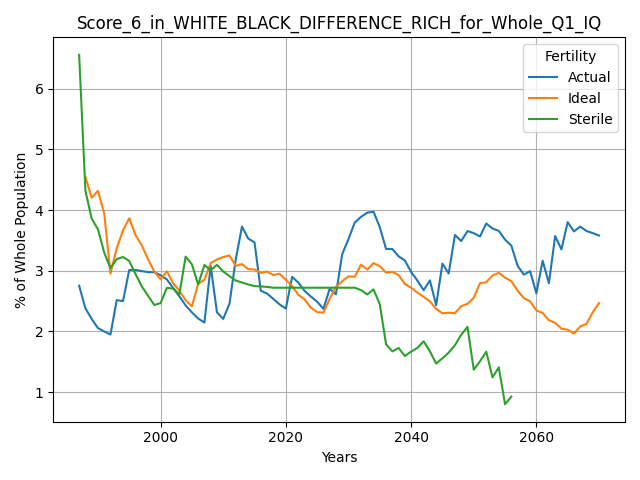 Score_6_in_WHITE_BLACK_DIFFERENCE_RICH_for_Whole_Q1_IQ
Fertility
Actual
Ideal
Sterile
% of Whole Population
6
5
4
3
2
1
2000 2020 2040 2060
Years